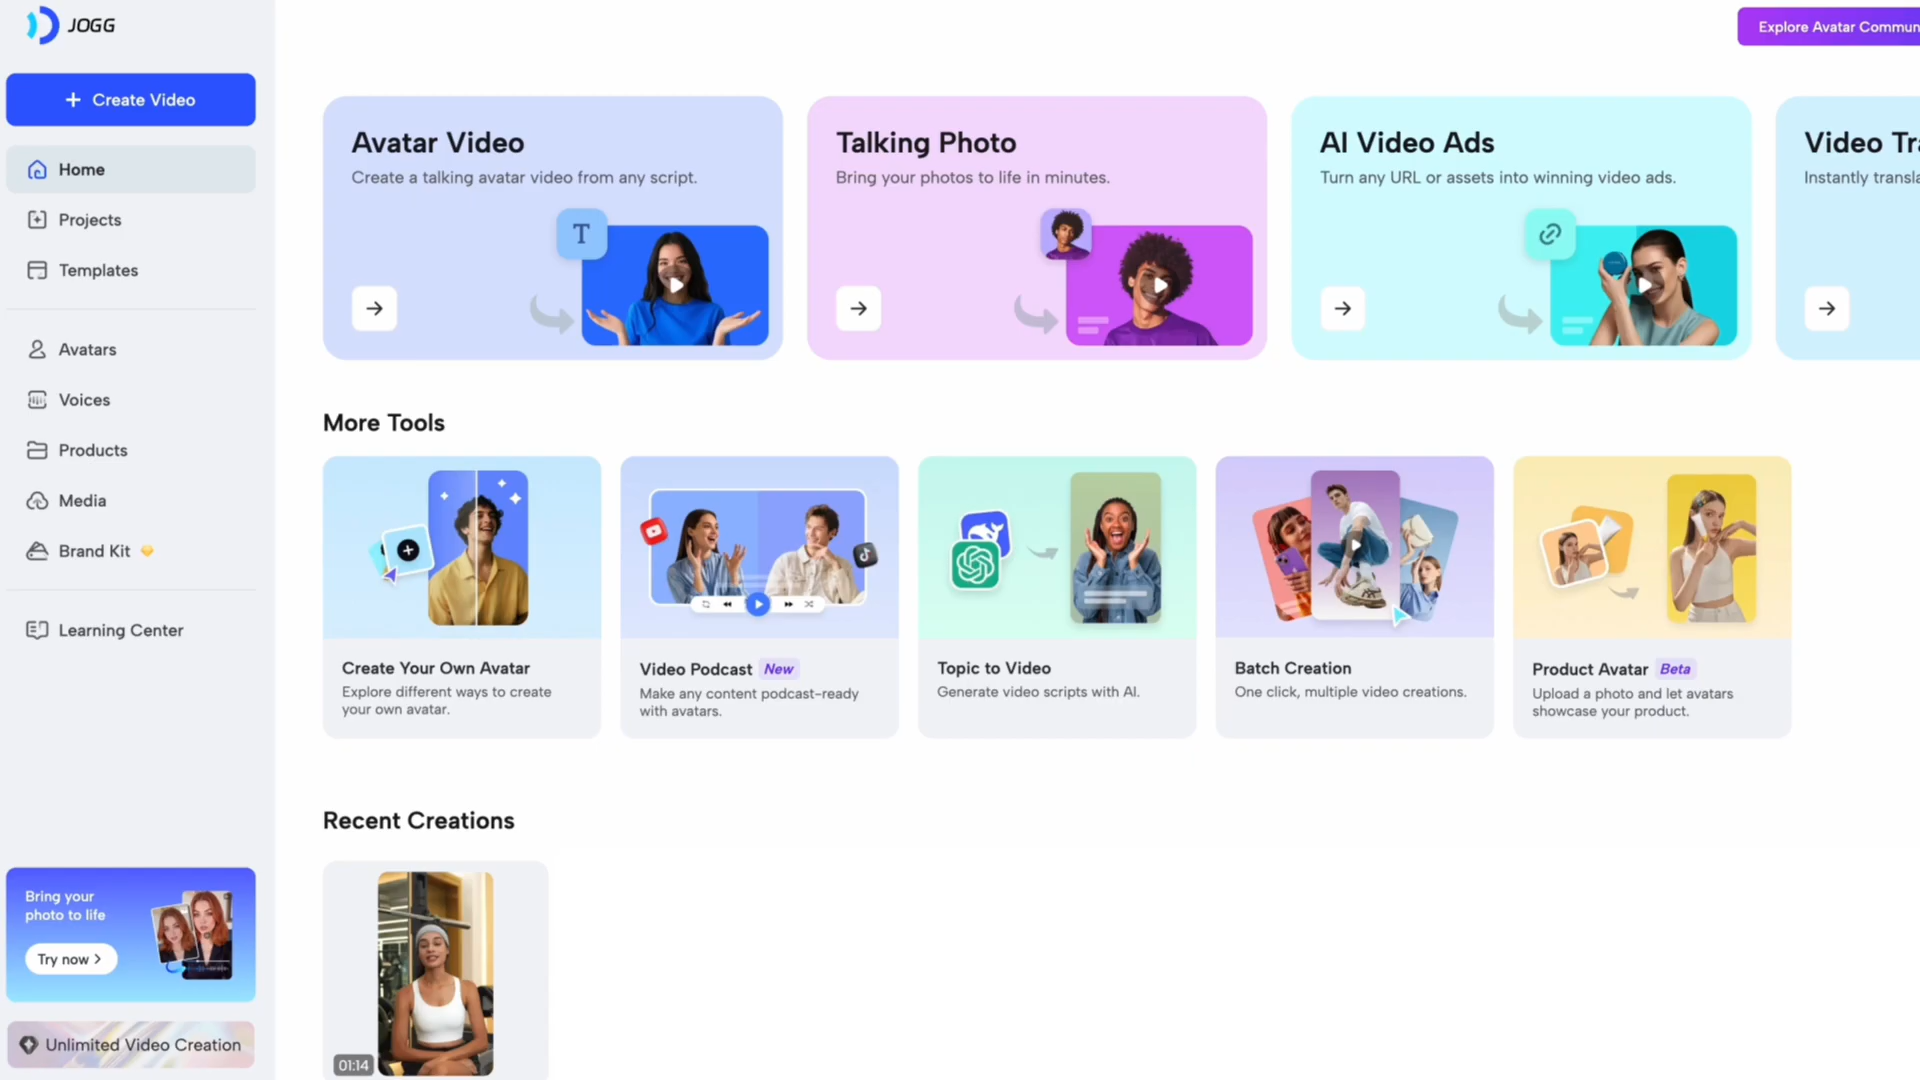 JOGG
Explore Avatar Commun
+ Create Video
Home
Projects
Templates
Avatars
Voices
Products
Media
Brand Kit
Learning Center
Bring your
photo to life
Try now >
Unlimited Video Creation
Avatar Video
Create a talking avatar video from any script.
T
Talking Photo
Bring your photos to life in minutes.
AI Video Ads
Turn any URL or assets into winning video ads.
Video Tra
Instantly transla
More Tools
Create Your Own Avatar
Explore different ways to create
your own avatar.
Video Podcast New
Make any content podcast-ready
with avatars.
Topic to Video
Generate video scripts with AI.
Batch Creation
One click, multiple video creations.
Product Avatar Beta
Upload a photo and let avatars
showcase your product.
Recent Creations
01:14